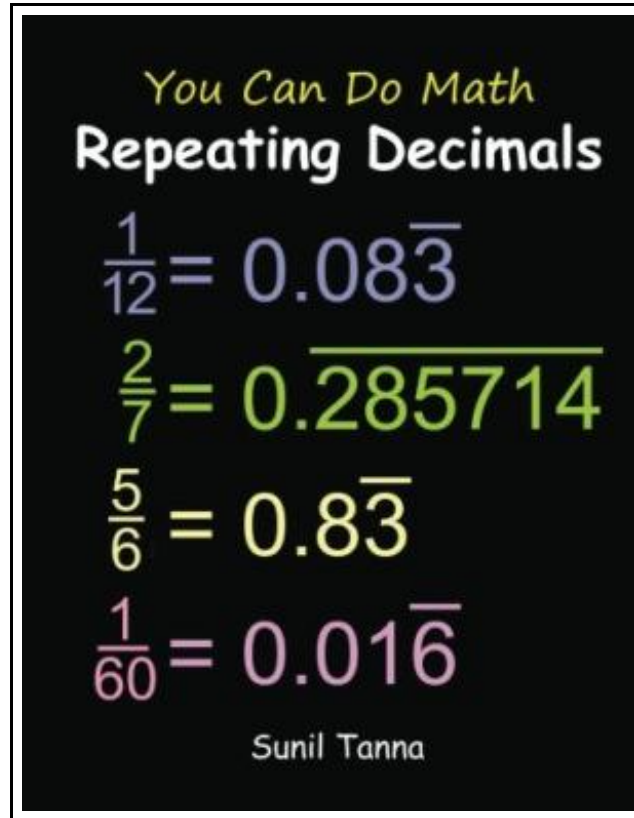 You Can Do Math
Repeating Decimals
1/12 = 0.083̅
2/7 = 0.2̅8̅5̅7̅1̅4̅
5/6 = 0.83̅
1/60 = 0.016̅
Sunil Tanna